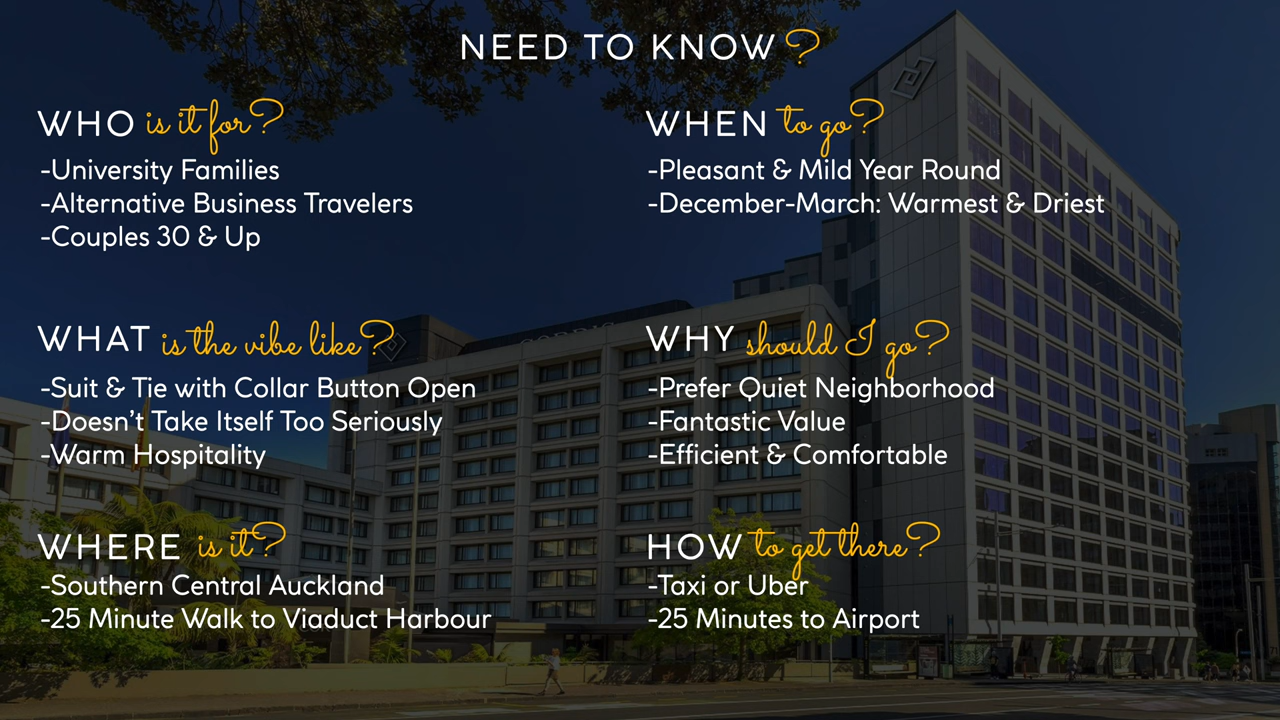 NEED TO KNOW?
WHO is it for?
-University Families
-Alternative Business Travelers
-Couples 30 & Up
WHEN to go?
-Pleasant & Mild Year Round
-December-March: Warmest & Driest
WHAT is the vibe like?
-Suit & Tie with Collar Button Open
-Doesn't Take Itself Too Seriously
-Warm Hospitality
WHY should I go?
-Prefer Quiet Neighborhood
-Fantastic Value
-Efficient & Comfortable
WHERE is it?
-Southern Central Auckland
-25 Minute Walk to Viaduct Harbour
HOW to get there?
-Taxi or Uber
-25 Minutes to Airport
CORDIS